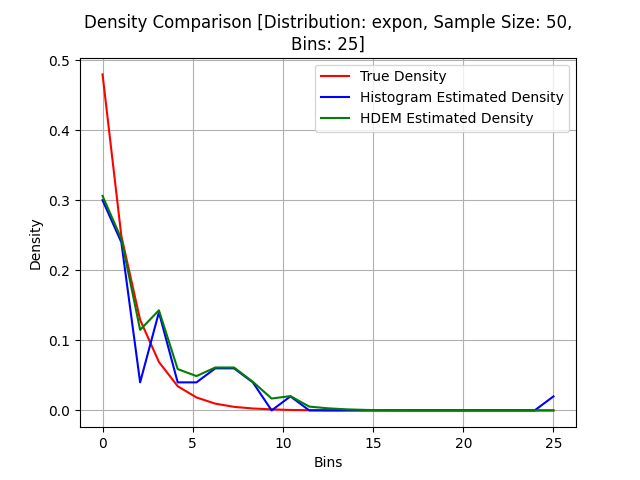 Density Comparison [Distribution: expon, Sample Size: 50,
Bins: 25]
True Density
Histogram Estimated Density
HDEM Estimated Density
Density
0.5
0.4
0.3
0.2
0.1
0.0
0 5 10 15 20 25
Bins